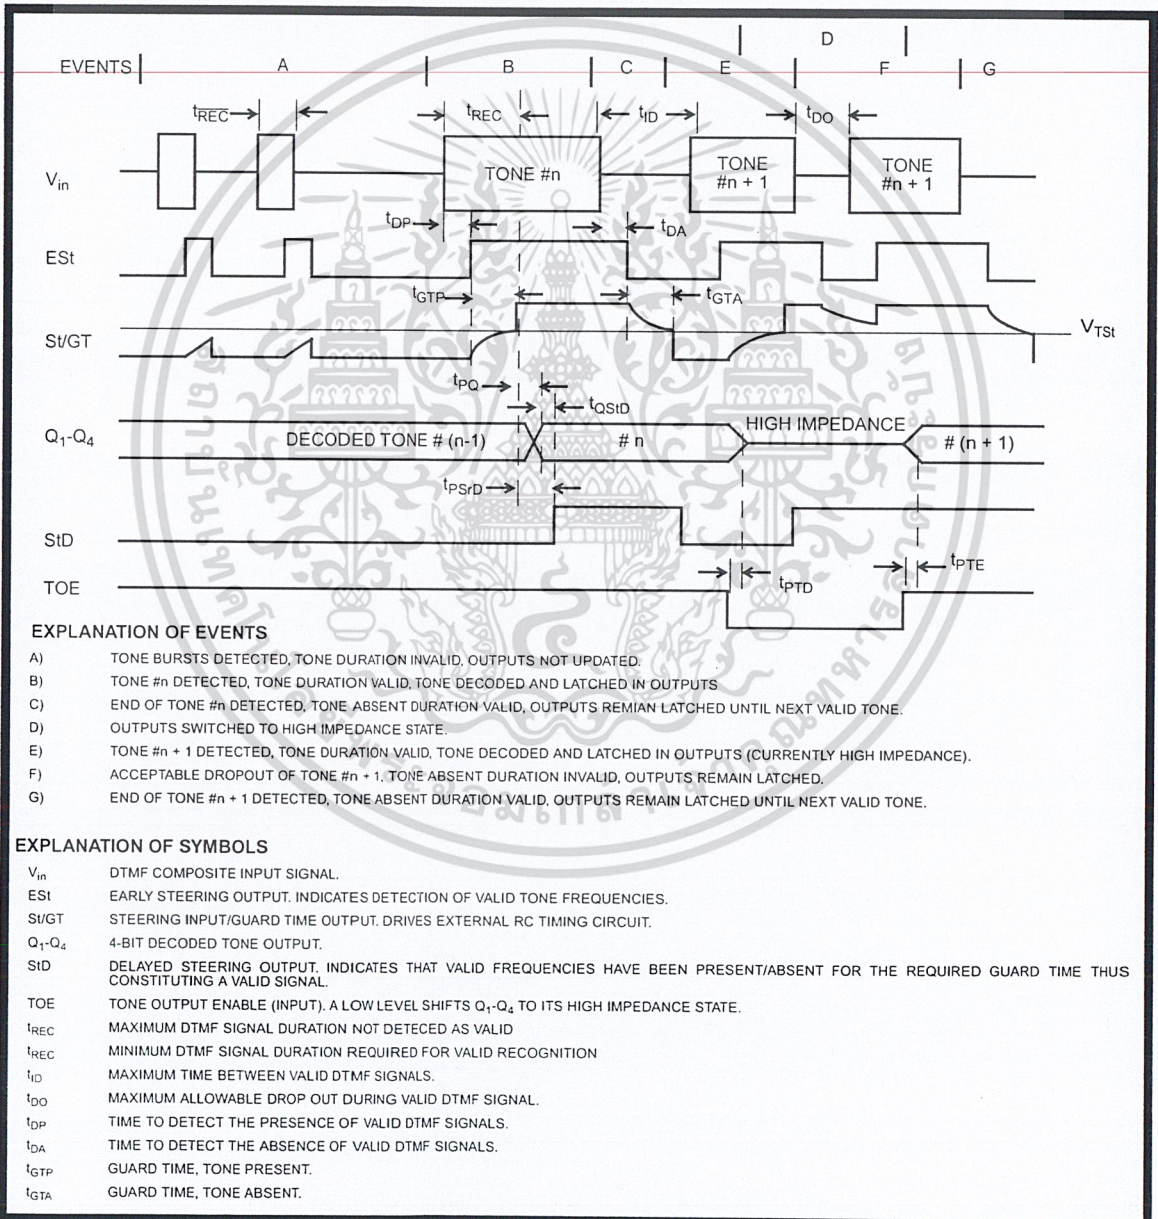 D
EVENTS A B C E F G
tREC tREC tID tDO
Vin TONE #n TONE #n + 1 TONE #n + 1
tDP tDA
ESt
tGTP tGTA
St/GT VTSt
tPQ tQStD
HIGH IMPEDANCE
Q1-Q4 DECODED TONE # (n-1) # n # (n + 1)
tPSrD
StD
tPTD tPTE
TOE
EXPLANATION OF EVENTS
A) TONE BURSTS DETECTED, TONE DURATION INVALID, OUTPUTS NOT UPDATED.
B) TONE #n DETECTED, TONE DURATION VALID, TONE DECODED AND LATCHED IN OUTPUTS
C) END OF TONE #n DETECTED, TONE ABSENT DURATION VALID, OUTPUTS REMIAN LATCHED UNTIL NEXT VALID TONE.
D) OUTPUTS SWITCHED TO HIGH IMPEDANCE STATE.
E) TONE #n + 1 DETECTED, TONE DURATION VALID, TONE DECODED AND LATCHED IN OUTPUTS (CURRENTLY HIGH IMPEDANCE).
F) ACCEPTABLE DROPOUT OF TONE #n + 1, TONE ABSENT DURATION INVALID, OUTPUTS REMAIN LATCHED.
G) END OF TONE #n + 1 DETECTED, TONE ABSENT DURATION VALID, OUTPUTS REMAIN LATCHED UNTIL NEXT VALID TONE.
EXPLANATION OF SYMBOLS
Vin DTMF COMPOSITE INPUT SIGNAL.
ESt EARLY STEERING OUTPUT. INDICATES DETECTION OF VALID TONE FREQUENCIES.
St/GT STEERING INPUT/GUARD TIME OUTPUT. DRIVES EXTERNAL RC TIMING CIRCUIT.
Q1-Q4 4-BIT DECODED TONE OUTPUT.
StD DELAYED STEERING OUTPUT. INDICATES THAT VALID FREQUENCIES HAVE BEEN PRESENT/ABSENT FOR THE REQUIRED GUARD TIME THUS
CONSTITUTING A VALID SIGNAL.
TOE TONE OUTPUT ENABLE (INPUT). A LOW LEVEL SHIFTS Q1-Q4 TO ITS HIGH IMPEDANCE STATE.
tREC MAXIMUM DTMF SIGNAL DURATION NOT DETECED AS VALID
tREC MINIMUM DTMF SIGNAL DURATION REQUIRED FOR VALID RECOGNITION
tID MAXIMUM TIME BETWEEN VALID DTMF SIGNALS.
tDO MAXIMUM ALLOWABLE DROP OUT DURING VALID DTMF SIGNAL.
tDP TIME TO DETECT THE PRESENCE OF VALID DTMF SIGNALS.
tDA TIME TO DETECT THE ABSENCE OF VALID DTMF SIGNALS.
tGTP GUARD TIME, TONE PRESENT.
tGTA GUARD TIME, TONE ABSENT.